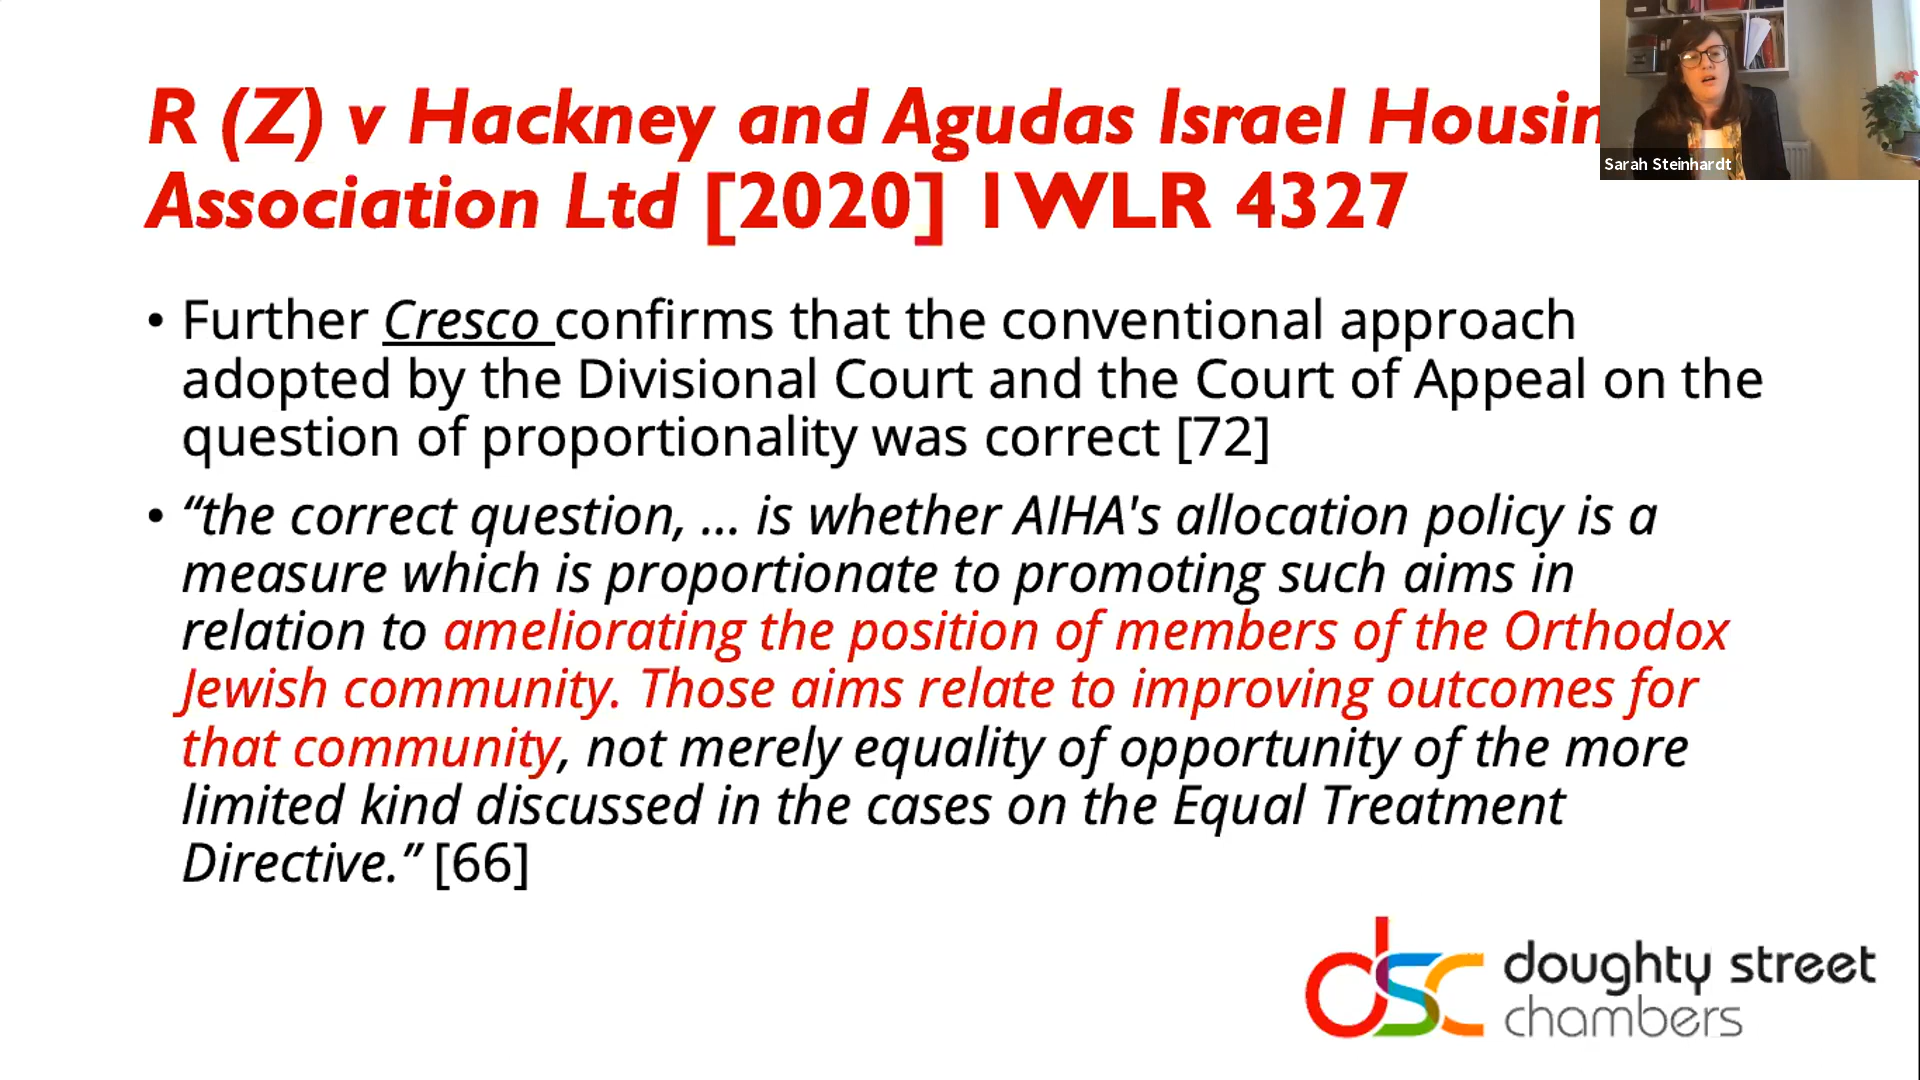 R (Z) v Hackney and Agudas Israel Housin
Association Ltd [2020] 1 WLR 4327
Sarah Steinhardt
• Further Cresco confirms that the conventional approach
adopted by the Divisional Court and the Court of Appeal on the
question of proportionality was correct [72]
• “the correct question, ... is whether AIHA's allocation policy is a
measure which is proportionate to promoting such aims in
relation to ameliorating the position of members of the Orthodox
Jewish community. Those aims relate to improving outcomes for
that community, not merely equality of opportunity of the more
limited kind discussed in the cases on the Equal Treatment
Directive.” [66]
dsc doughty street
chambers